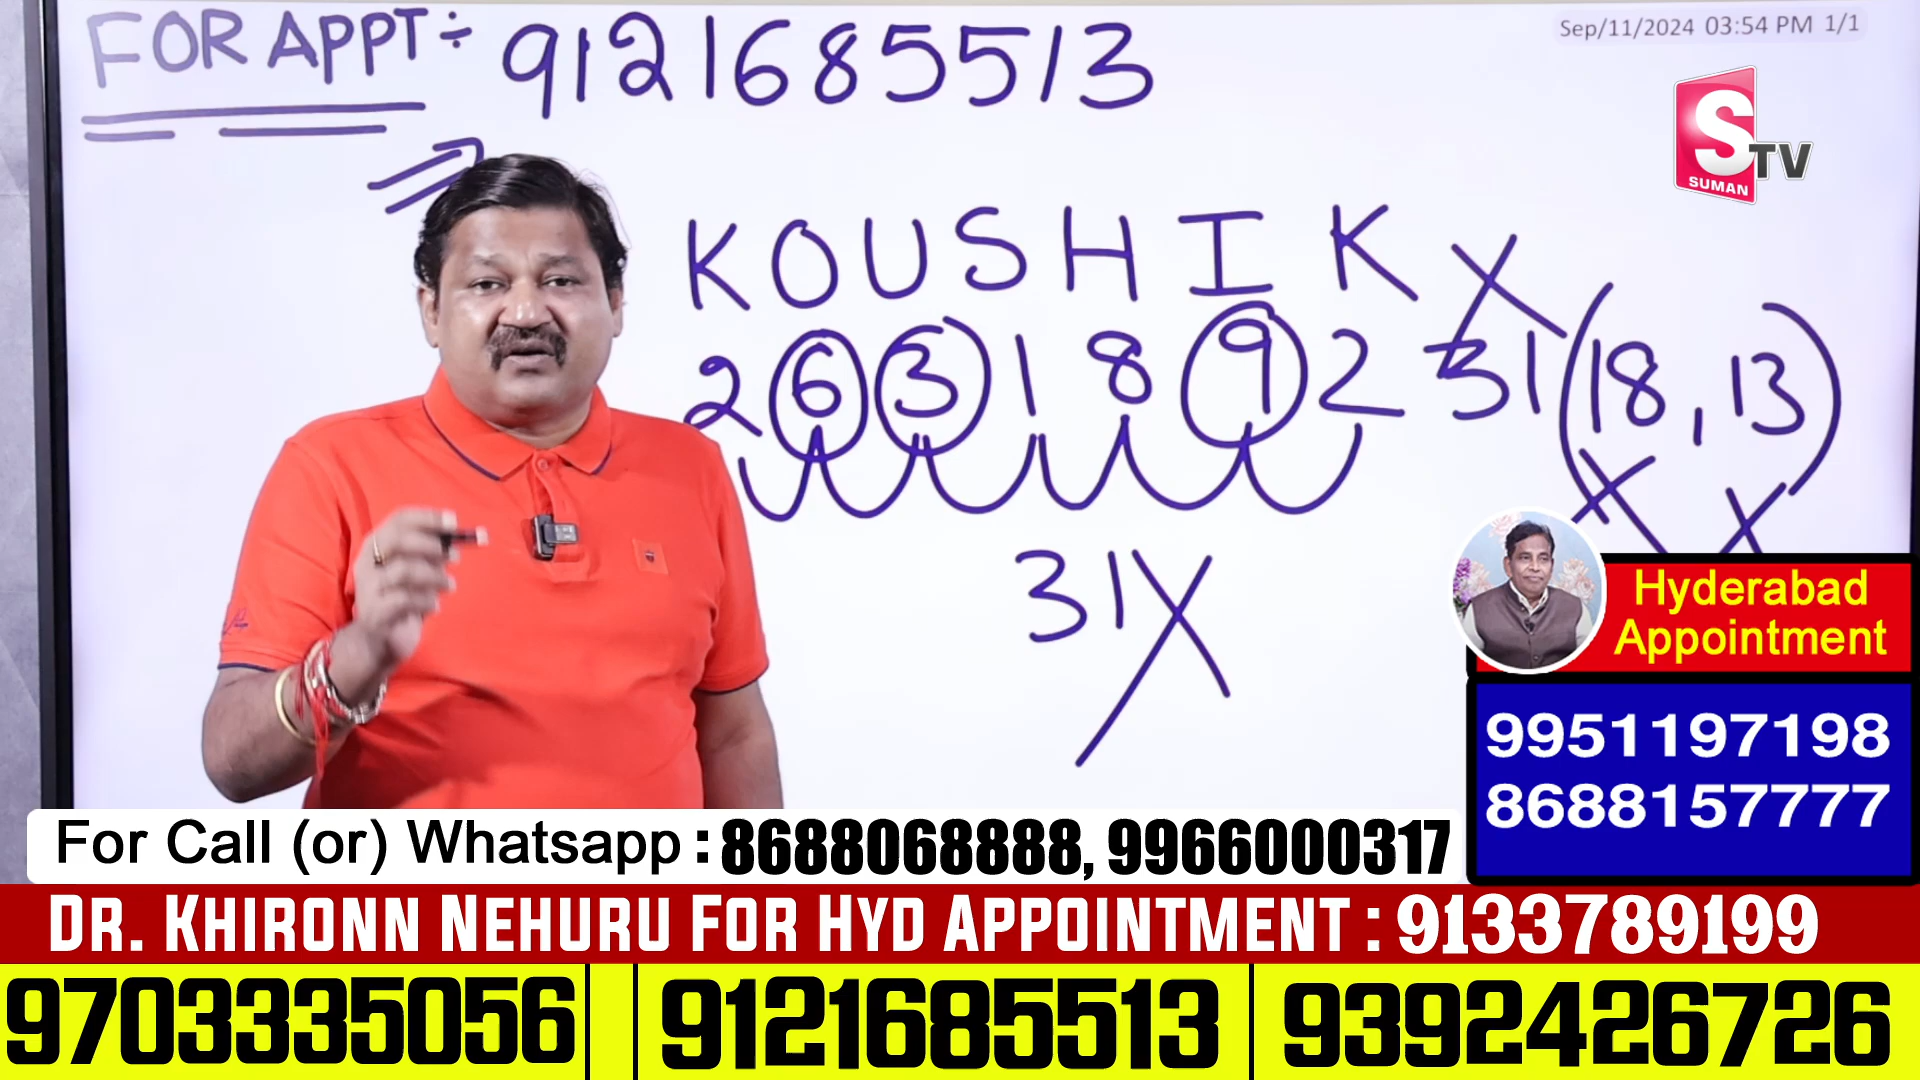 FOR APPT ÷ 9121685513
Sep/11/2024 03:54 PM 1/1
S TV
SUMAN
K O U S H I K X
2 6 3 1 8 9 2 31 (18, 13)
X X
31 X
Hyderabad
Appointment
9951197198
8688157777
For Call (or) Whatsapp : 8688068888, 9966000317
DR. KHIRONN NEHURU FOR HYD APPOINTMENT : 9133789199
9703335056 9121685513 9392426726